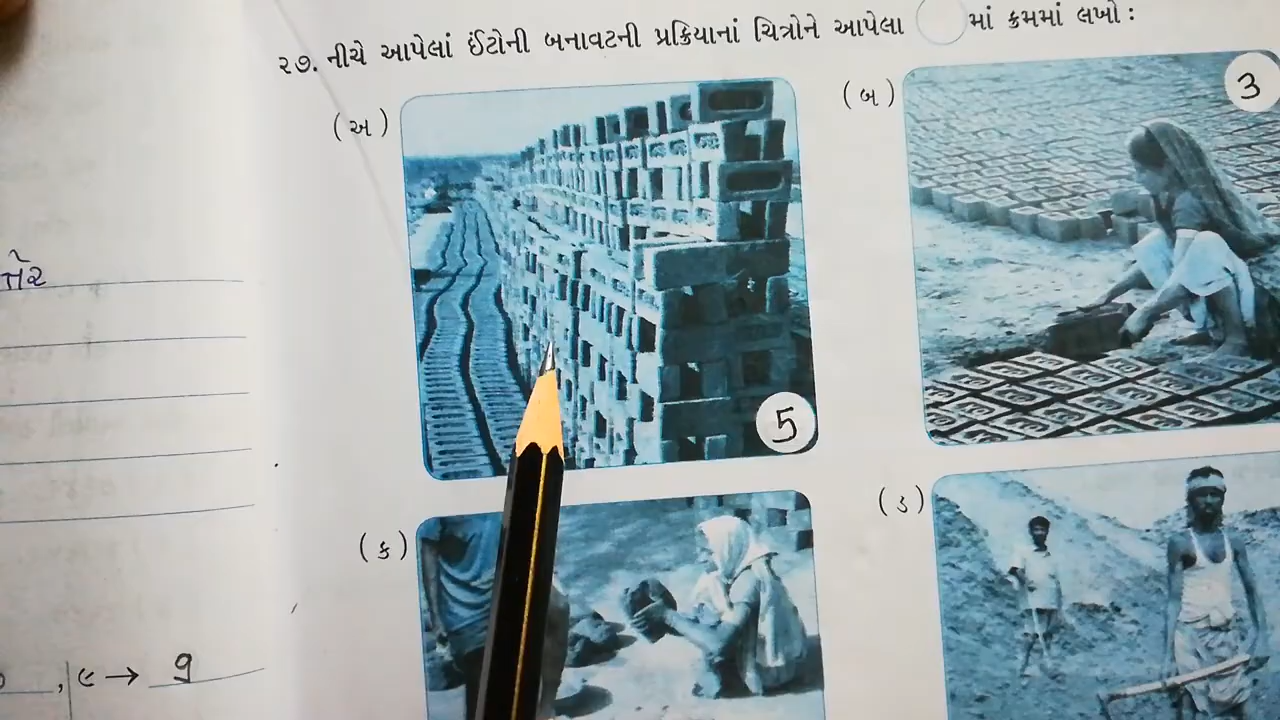 ૨૭. નીચે આપેલાં ઈંટોની બનાવટની પ્રક્રિયાનાં ચિત્રોને આપેલા માં ક્રમમાં લખો :
(અ)
5
(બ)
3
(ક)
(ડ)
, ૯ → ૧